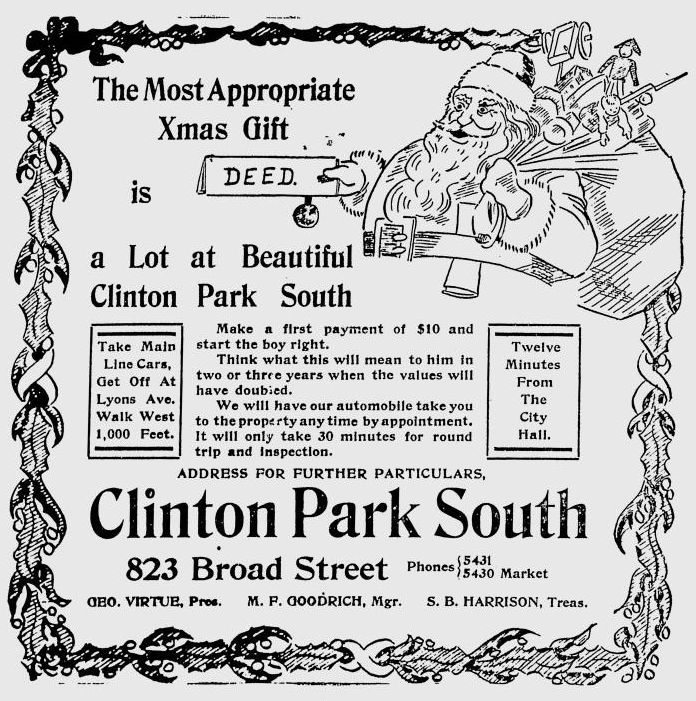 The Most Appropriate
Xmas Gift
is
DEED.
a Lot at Beautiful
Clinton Park South
Take Main
Line Cars,
Get Off At
Lyons Ave.
Walk West
1,000 Feet.
Make a first payment of $10 and
start the boy right.
Think what this will mean to him in
two or three years when the values will
have doubled.
We will have our automobile take you
to the property any time by appointment.
It will only take 30 minutes for round
trip and inspection.
Twelve
Minutes
From
The
City
Hall.
ADDRESS FOR FURTHER PARTICULARS,
Clinton Park South
823 Broad Street Phones {5431
5430 Market
GEO. VIRTUE, Pres. M. F. GOODRICH, Mgr. S. B. HARRISON, Treas.